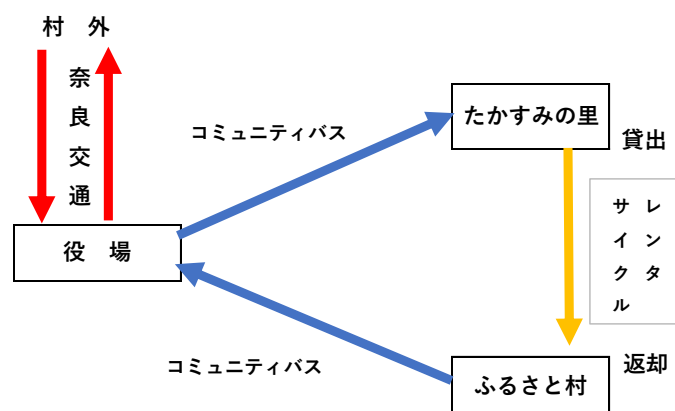 村 外
奈良交通
役 場
コミュニティバス
たかすみの里
貸出
レンタ
サイクル
返却
ふるさと村
コミュニティバス